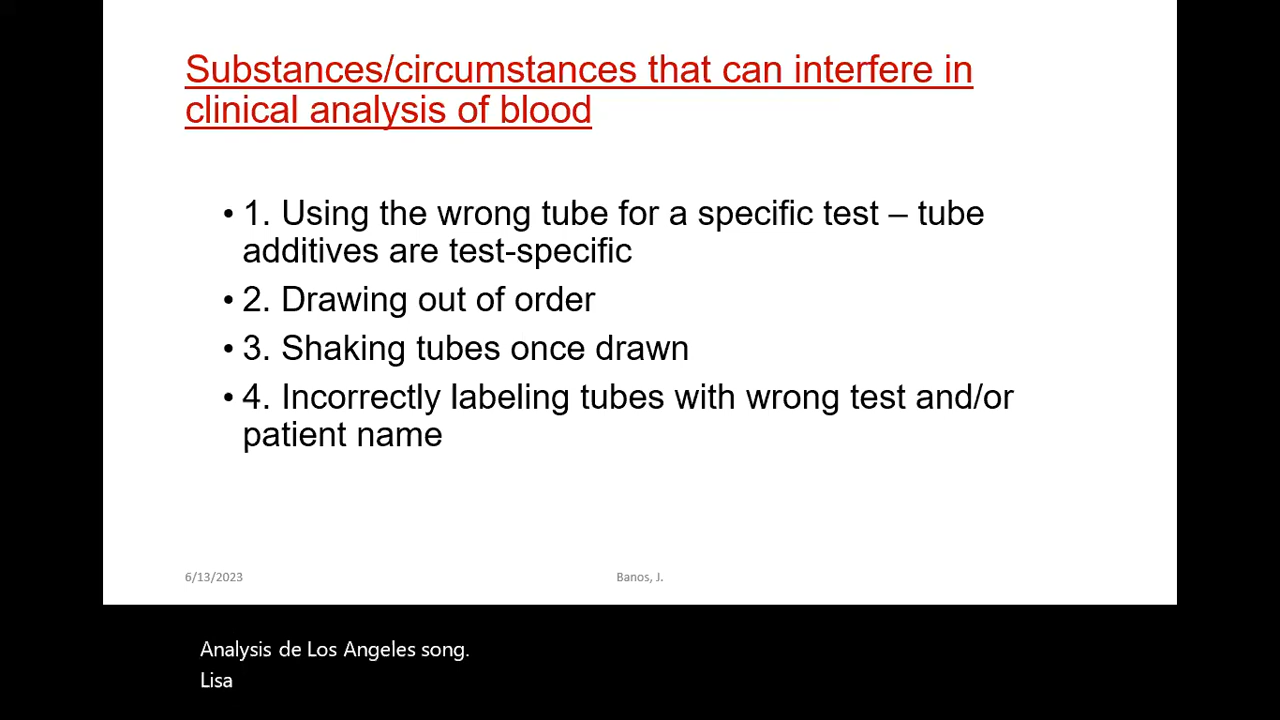 Substances/circumstances that can interfere in
clinical analysis of blood
• 1. Using the wrong tube for a specific test – tube
additives are test-specific
• 2. Drawing out of order
• 3. Shaking tubes once drawn
• 4. Incorrectly labeling tubes with wrong test and/or
patient name
6/13/2023
Banos, J.
Analysis de Los Angeles song.
Lisa